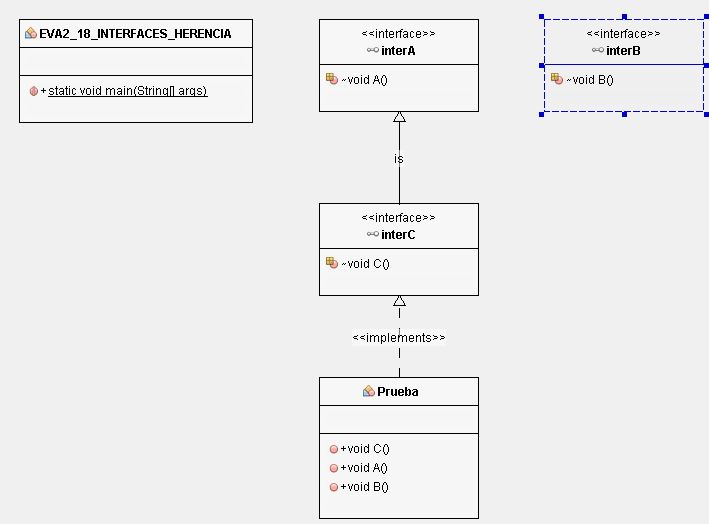 EVA2_18_INTERFACES_HERENCIA
+static void main(String[] args)
<<interface>>
interA
~void A()
<<interface>>
interB
~void B()
is
<<interface>>
interC
~void C()
<<implements>>
Prueba
+void C()
+void A()
+void B()